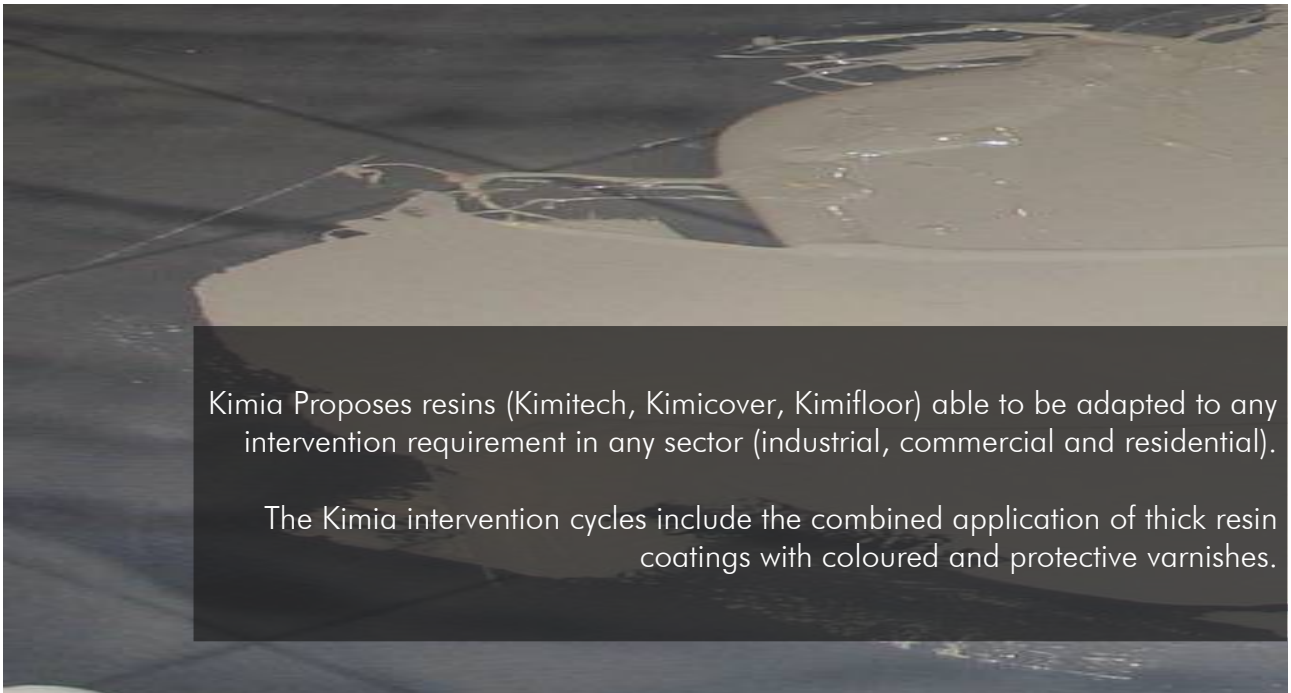 Kimia Proposes resins (Kimitech, Kimicover, Kimifloor) able to be adapted to any
intervention requirement in any sector (industrial, commercial and residential).
The Kimia intervention cycles include the combined application of thick resin
coatings with coloured and protective varnishes.